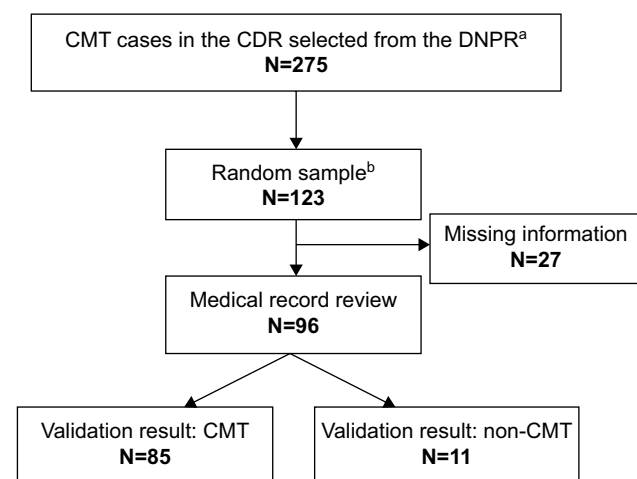 CMT cases in the CDR selected from the DNPRᵃ
N=275
Random sampleᵇ
N=123
Missing information
N=27
Medical record review
N=96
Validation result: CMT
N=85
Validation result: non-CMT
N=11